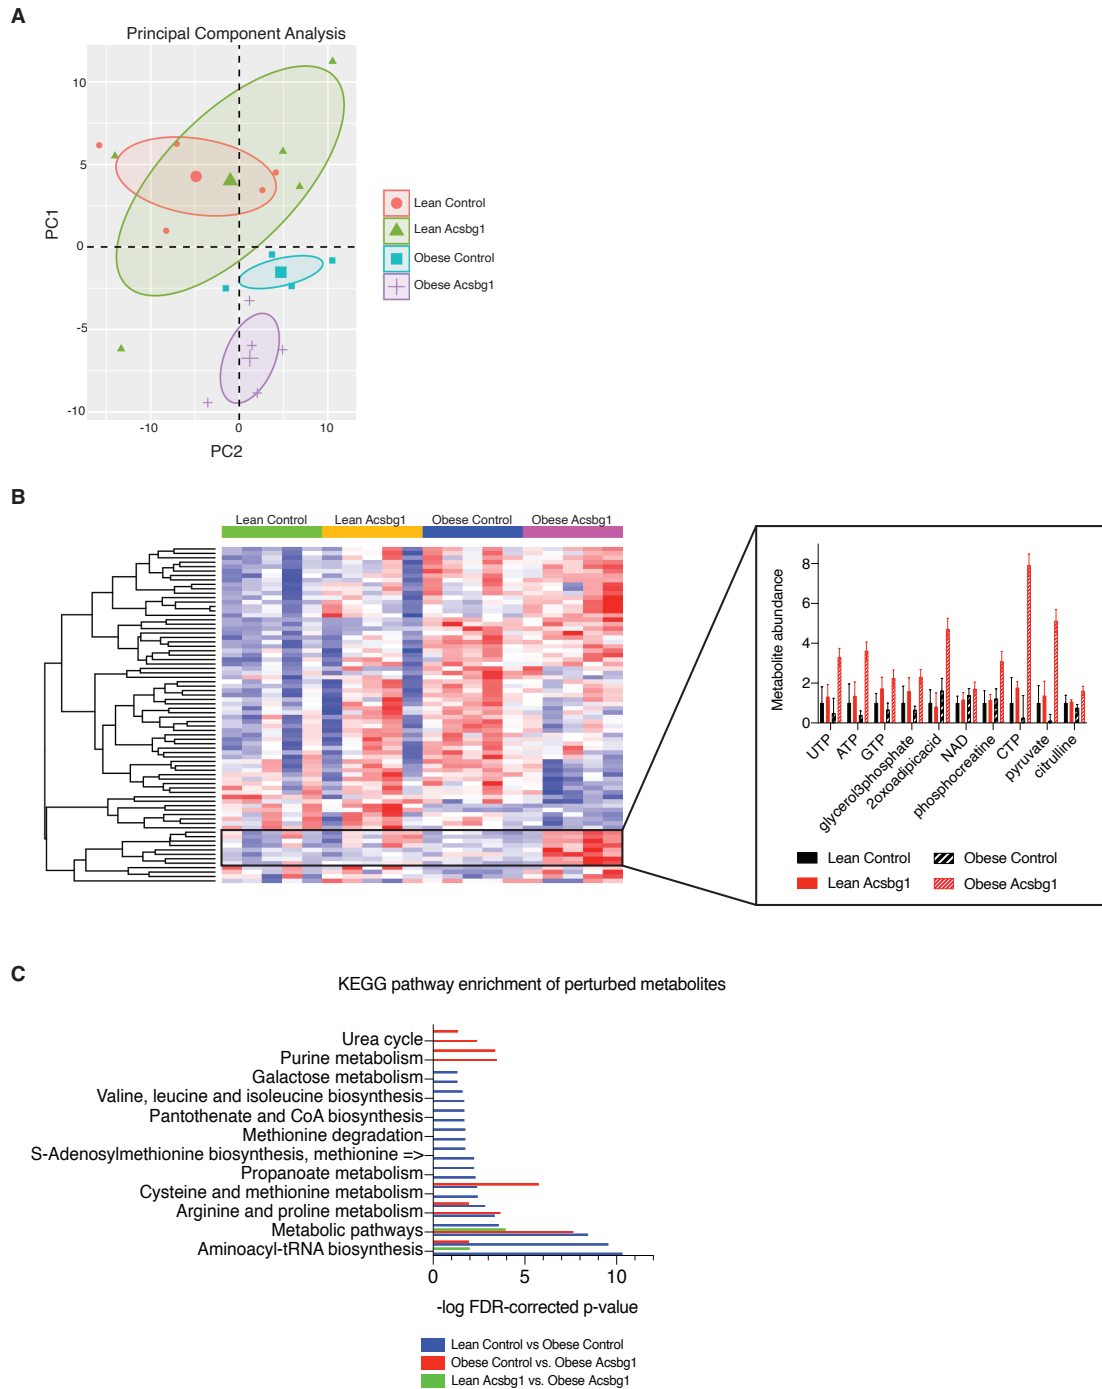 A
Principal Component Analysis
10
5
0
-5
-10
PC1
-10
0
10
PC2
Lean Control
Lean Acsbg1
Obese Control
Obese Acsbg1
B
Lean Control
Lean Acsbg1
Obese Control
Obese Acsbg1
Metabolite abundance
8
6
4
2
0
UTP
ATP
GTP
glycerol3phosphate
2oxoadipicacid
NAD
phosphocreatine
CTP
pyruvate
citrulline
Lean Control
Obese Control
Lean Acsbg1
Obese Acsbg1
C
KEGG pathway enrichment of perturbed metabolites
Urea cycle
Purine metabolism
Galactose metabolism
Valine, leucine and isoleucine biosynthesis
Pantothenate and CoA biosynthesis
Methionine degradation
S-Adenosylmethionine biosynthesis, methionine =>
Propanoate metabolism
Cysteine and methionine metabolism
Arginine and proline metabolism
Metabolic pathways
Aminoacyl-tRNA biosynthesis
0
5
10
-log FDR-corrected p-value
Lean Control vs Obese Control
Obese Control vs. Obese Acsbg1
Lean Acsbg1 vs. Obese Acsbg1